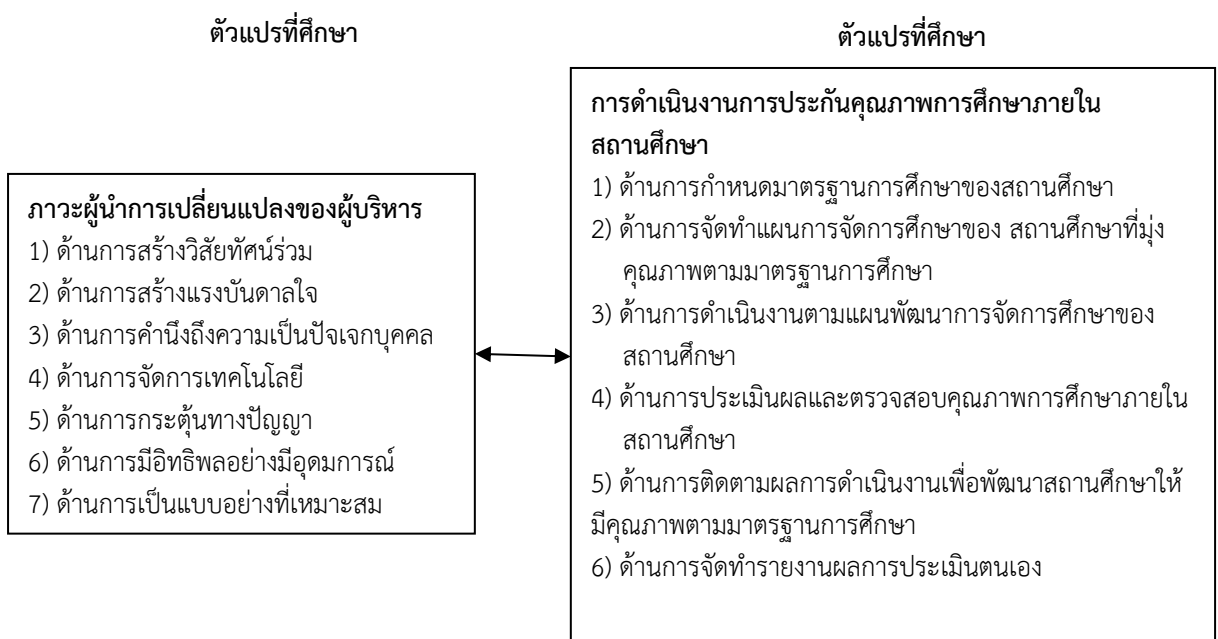 ตัวแปรที่ศึกษา
ภาวะผู้นำการเปลี่ยนแปลงของผู้บริหาร
1) ด้านการสร้างวิสัยทัศน์ร่วม
2) ด้านการสร้างแรงบันดาลใจ
3) ด้านการคำนึงถึงความเป็นปัจเจกบุคคล
4) ด้านการจัดการเทคโนโลยี
5) ด้านการกระตุ้นทางปัญญา
6) ด้านการมีอิทธิพลอย่างมีอุดมการณ์
7) ด้านการเป็นแบบอย่างที่เหมาะสม
ตัวแปรที่ศึกษา
การดำเนินงานการประกันคุณภาพการศึกษาภายใน
สถานศึกษา
1) ด้านการกำหนดมาตรฐานการศึกษาของสถานศึกษา
2) ด้านการจัดทำแผนการจัดการศึกษาของ สถานศึกษาที่มุ่ง
คุณภาพตามมาตรฐานการศึกษา
3) ด้านการดำเนินงานตามแผนพัฒนาการจัดการศึกษาของ
สถานศึกษา
4) ด้านการประเมินผลและตรวจสอบคุณภาพการศึกษาภายใน
สถานศึกษา
5) ด้านการติดตามผลการดำเนินงานเพื่อพัฒนาสถานศึกษาให้
มีคุณภาพตามมาตรฐานการศึกษา
6) ด้านการจัดทำรายงานผลการประเมินตนเอง